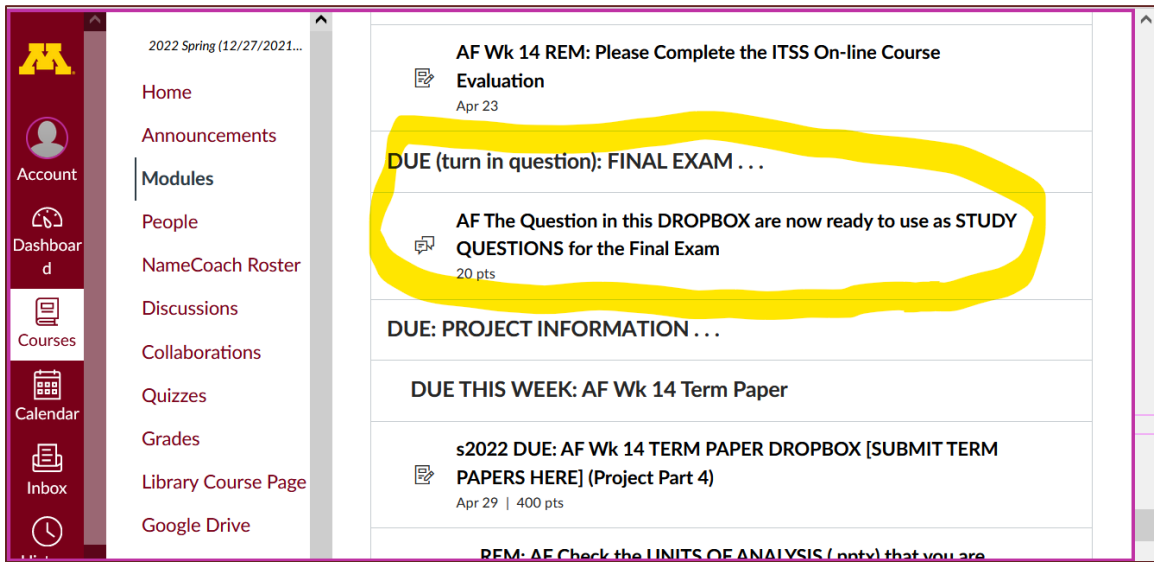 Account
Dashboar
d
Courses
Calendar
Inbox
2022 Spring (12/27/2021...
Home
Announcements
Modules
People
NameCoach Roster
Discussions
Collaborations
Quizzes
Grades
Library Course Page
Google Drive
AF Wk 14 REM: Please Complete the ITSS On-line Course
Evaluation
Apr 23
DUE (turn in question): FINAL EXAM . . .
AF The Question in this DROPBOX are now ready to use as STUDY
QUESTIONS for the Final Exam
20 pts
DUE: PROJECT INFORMATION . . .
DUE THIS WEEK: AF Wk 14 Term Paper
s2022 DUE: AF Wk 14 TERM PAPER DROPBOX [SUBMIT TERM
PAPERS HERE] (Project Part 4)
Apr 29 | 400 pts
REM: AF Check the UNITS OF ANALYSIS (.pptx) that you are